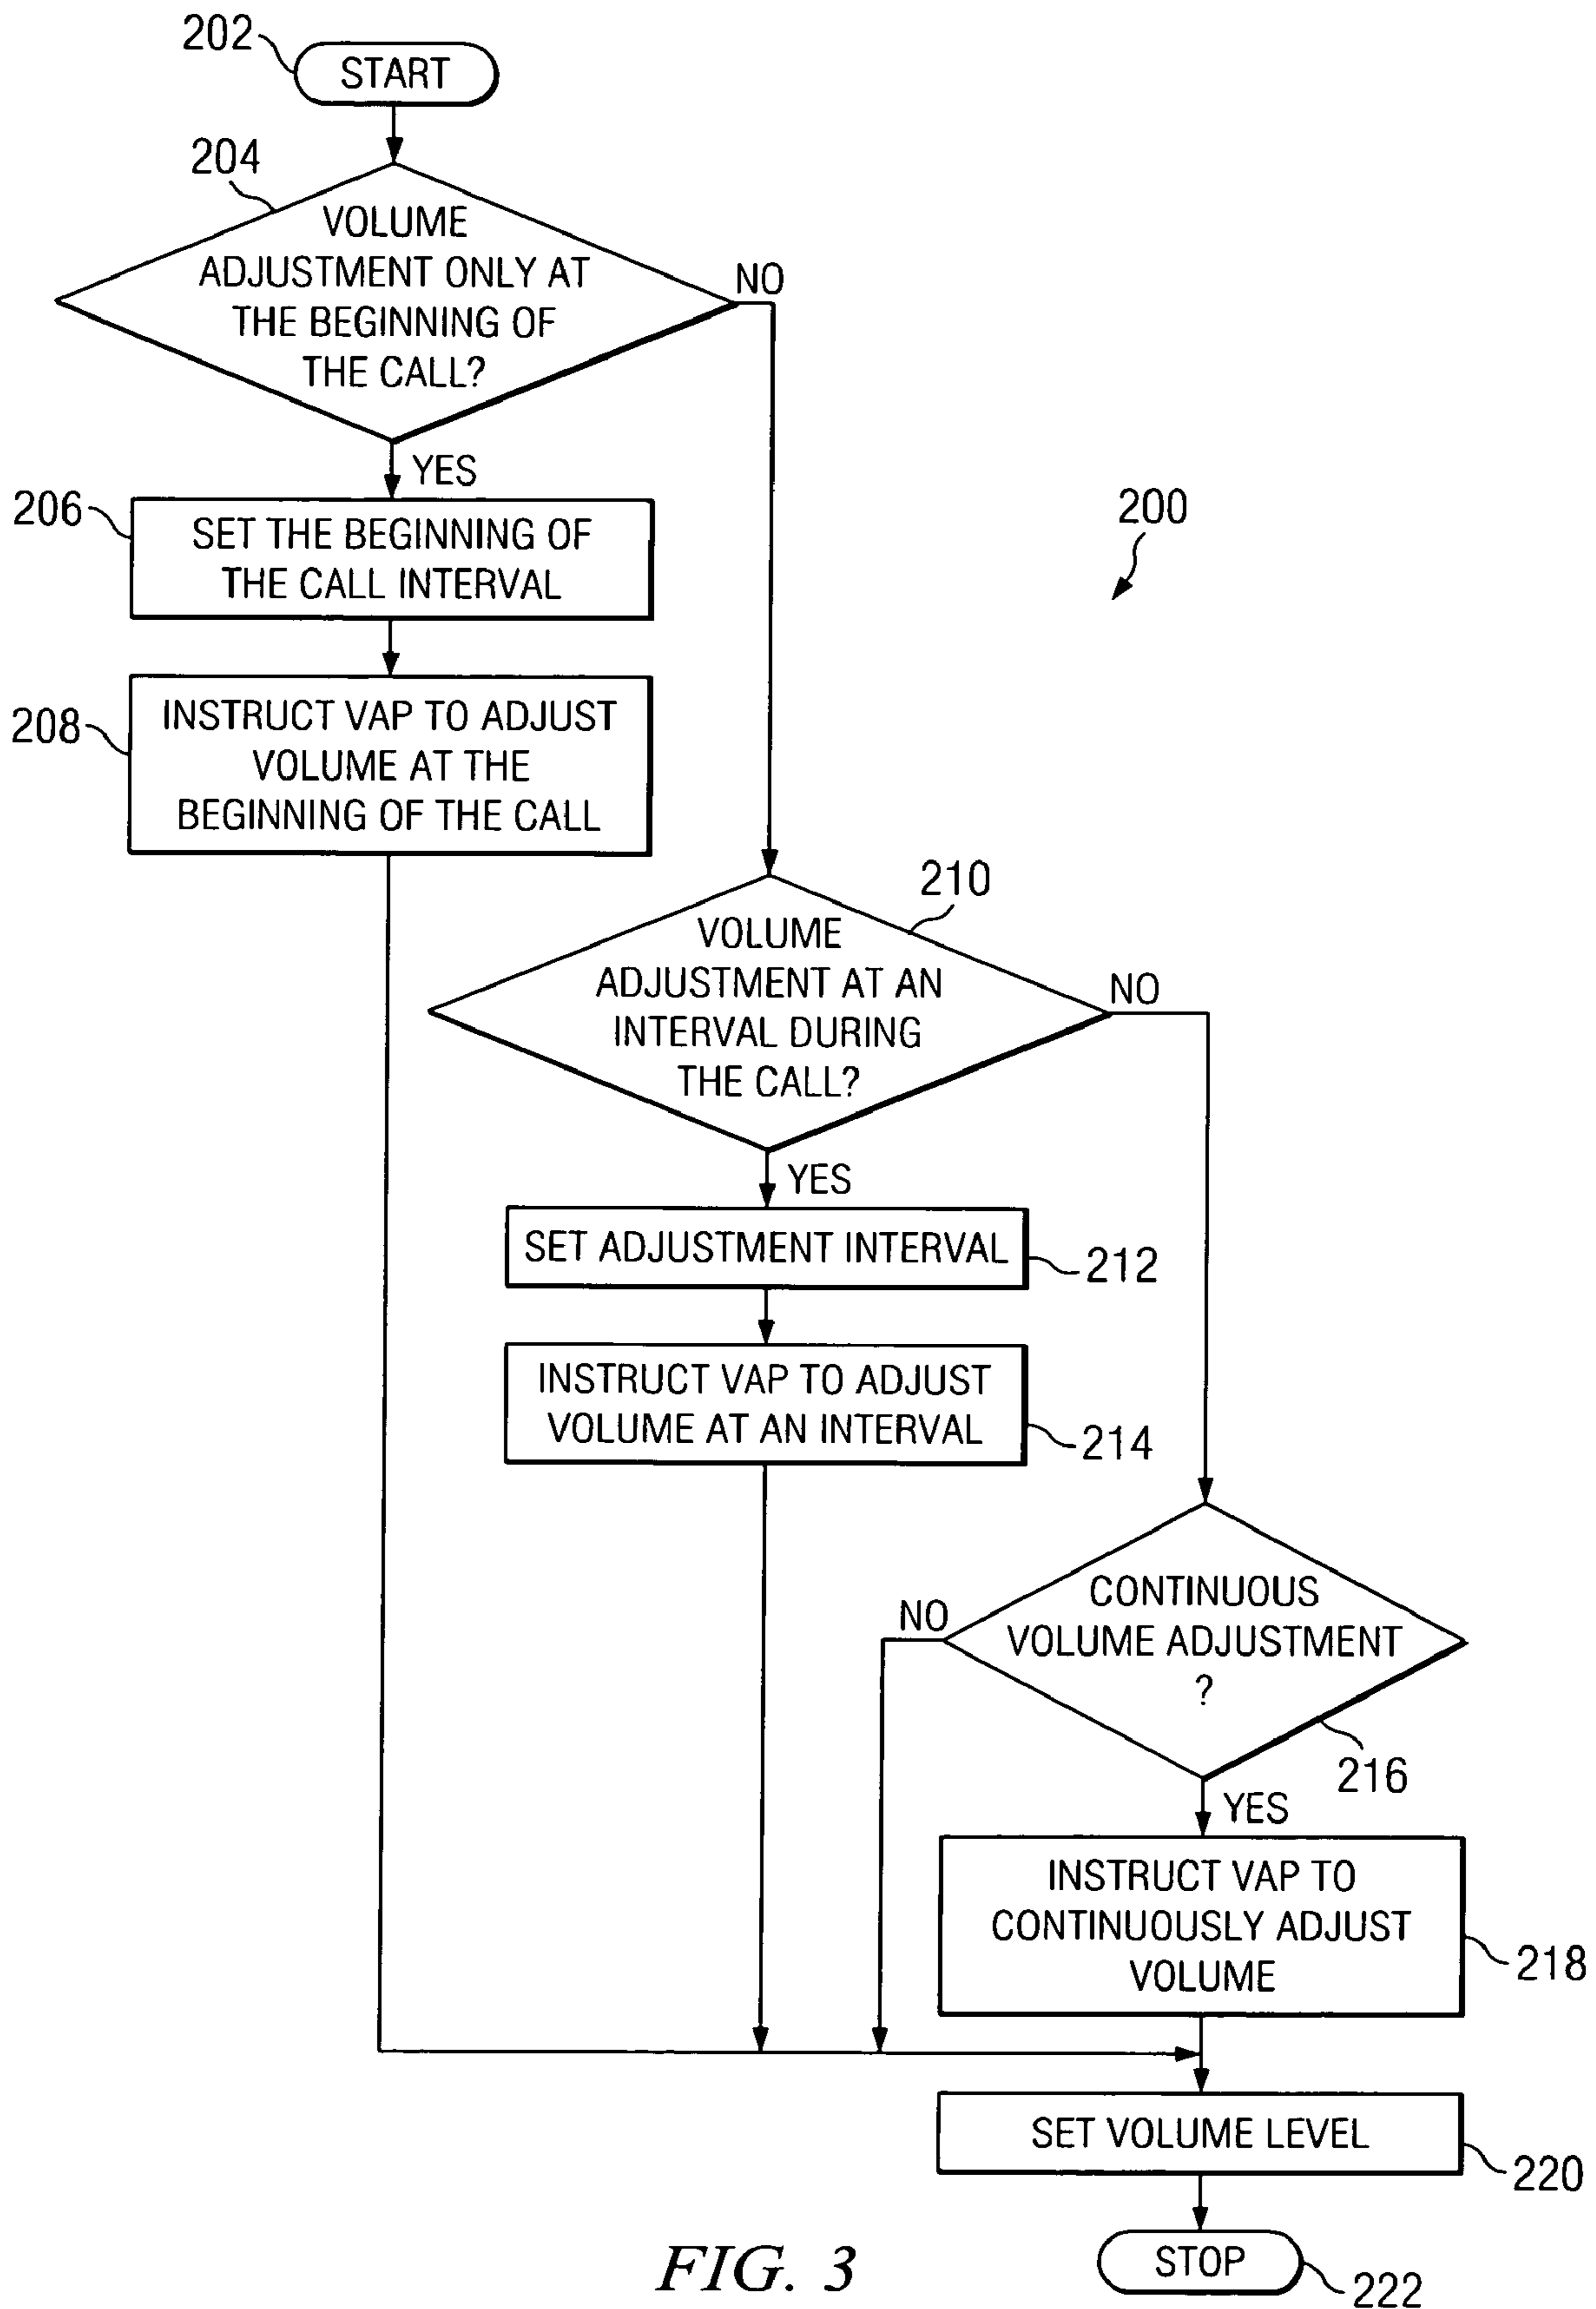 202
START
204
VOLUME
ADJUSTMENT ONLY AT
THE BEGINNING OF
THE CALL?
NO
YES
206
SET THE BEGINNING OF
THE CALL INTERVAL
200
208
INSTRUCT VAP TO ADJUST
VOLUME AT THE
BEGINNING OF THE CALL
210
VOLUME
ADJUSTMENT AT AN
INTERVAL DURING
THE CALL?
NO
YES
SET ADJUSTMENT INTERVAL
212
INSTRUCT VAP TO ADJUST
VOLUME AT AN INTERVAL
214
CONTINUOUS
VOLUME ADJUSTMENT
?
NO
216
YES
INSTRUCT VAP TO
CONTINUOUSLY ADJUST
VOLUME
218
SET VOLUME LEVEL
220
STOP
222
FIG. 3